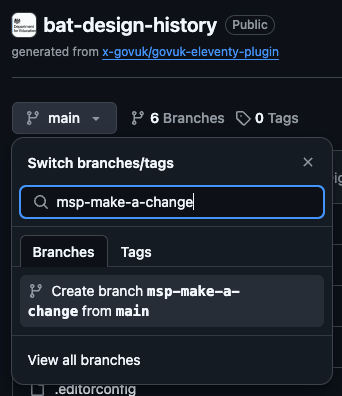 bat-design-history Public
generated from x-govuk/govuk-eleventy-plugin
main 6 Branches 0 Tags
Switch branches/tags
msp-make-a-change
Branches Tags
Create branch msp-make-a-
change from main
View all branches
.editorconfig